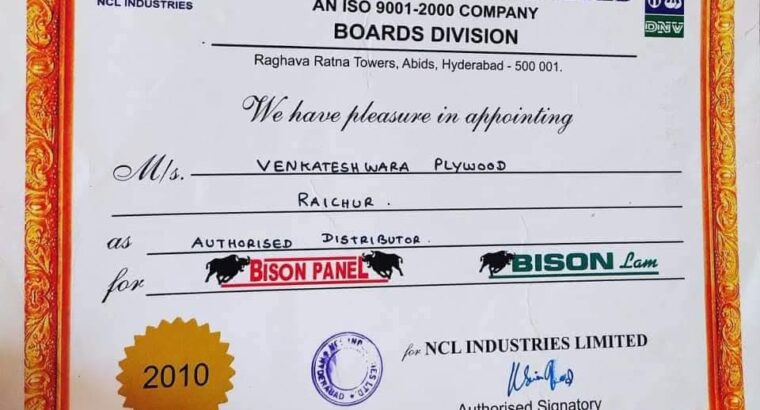 NCL INDUSTRIES
AN ISO 9001-2000 COMPANY
DNV
BOARDS DIVISION
Raghava Ratna Towers, Abids, Hyderabad - 500 001.
We have pleasure in appointing
M/s. VENKATESHWARA PLYWOOD
RAICHUR.
as AUTHORISED DISTRIBUTOR.
for BISON PANEL BISON Lam
for NCL INDUSTRIES LIMITED
2010
Authorised Signatory